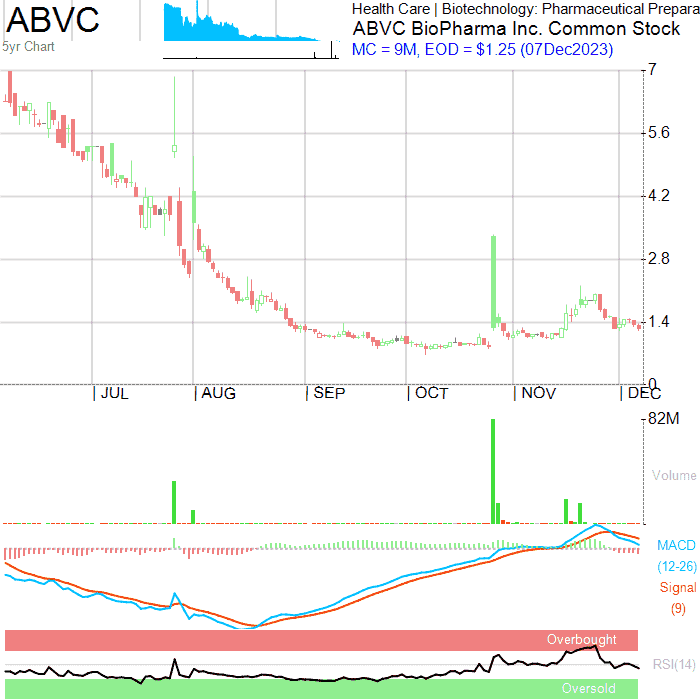 ABVC
5yr Chart
Health Care | Biotechnology: Pharmaceutical Prepara
ABVC BioPharma Inc. Common Stock
MC = 9M, EOD = $1.25 (07Dec2023)
7
5.6
4.2
2.8
1.4
0
| JUL | AUG | SEP | OCT | NOV | DEC
82M
Volume
MACD
(12-26)
Signal
(9)
Overbought
RSI(14)
Oversold